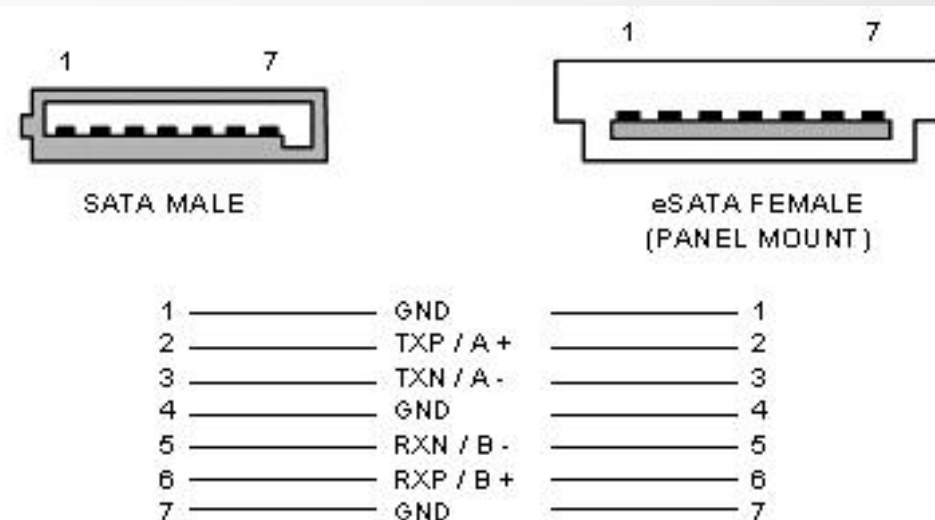 1 7
1 7
SATA MALE
eSATA FEMALE
(PANEL MOUNT)
1 GND 1
2 TXP / A + 2
3 TXN / A - 3
4 GND 4
5 RXN / B - 5
6 RXP / B + 6
7 GND 7